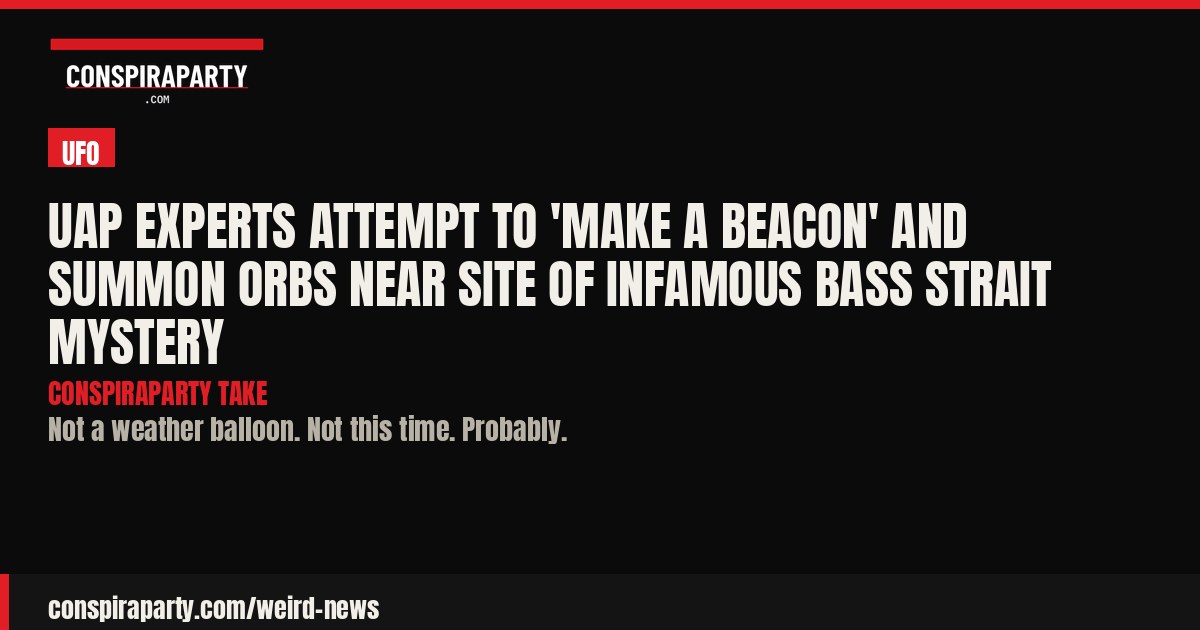 CONSPIRAPARTY
.COM
UFO
UAP EXPERTS ATTEMPT TO 'MAKE A BEACON' AND
SUMMON ORBS NEAR SITE OF INFAMOUS BASS STRAIT
MYSTERY
CONSPIRAPARTY TAKE
Not a weather balloon. Not this time. Probably.
conspiraparty.com/weird-news